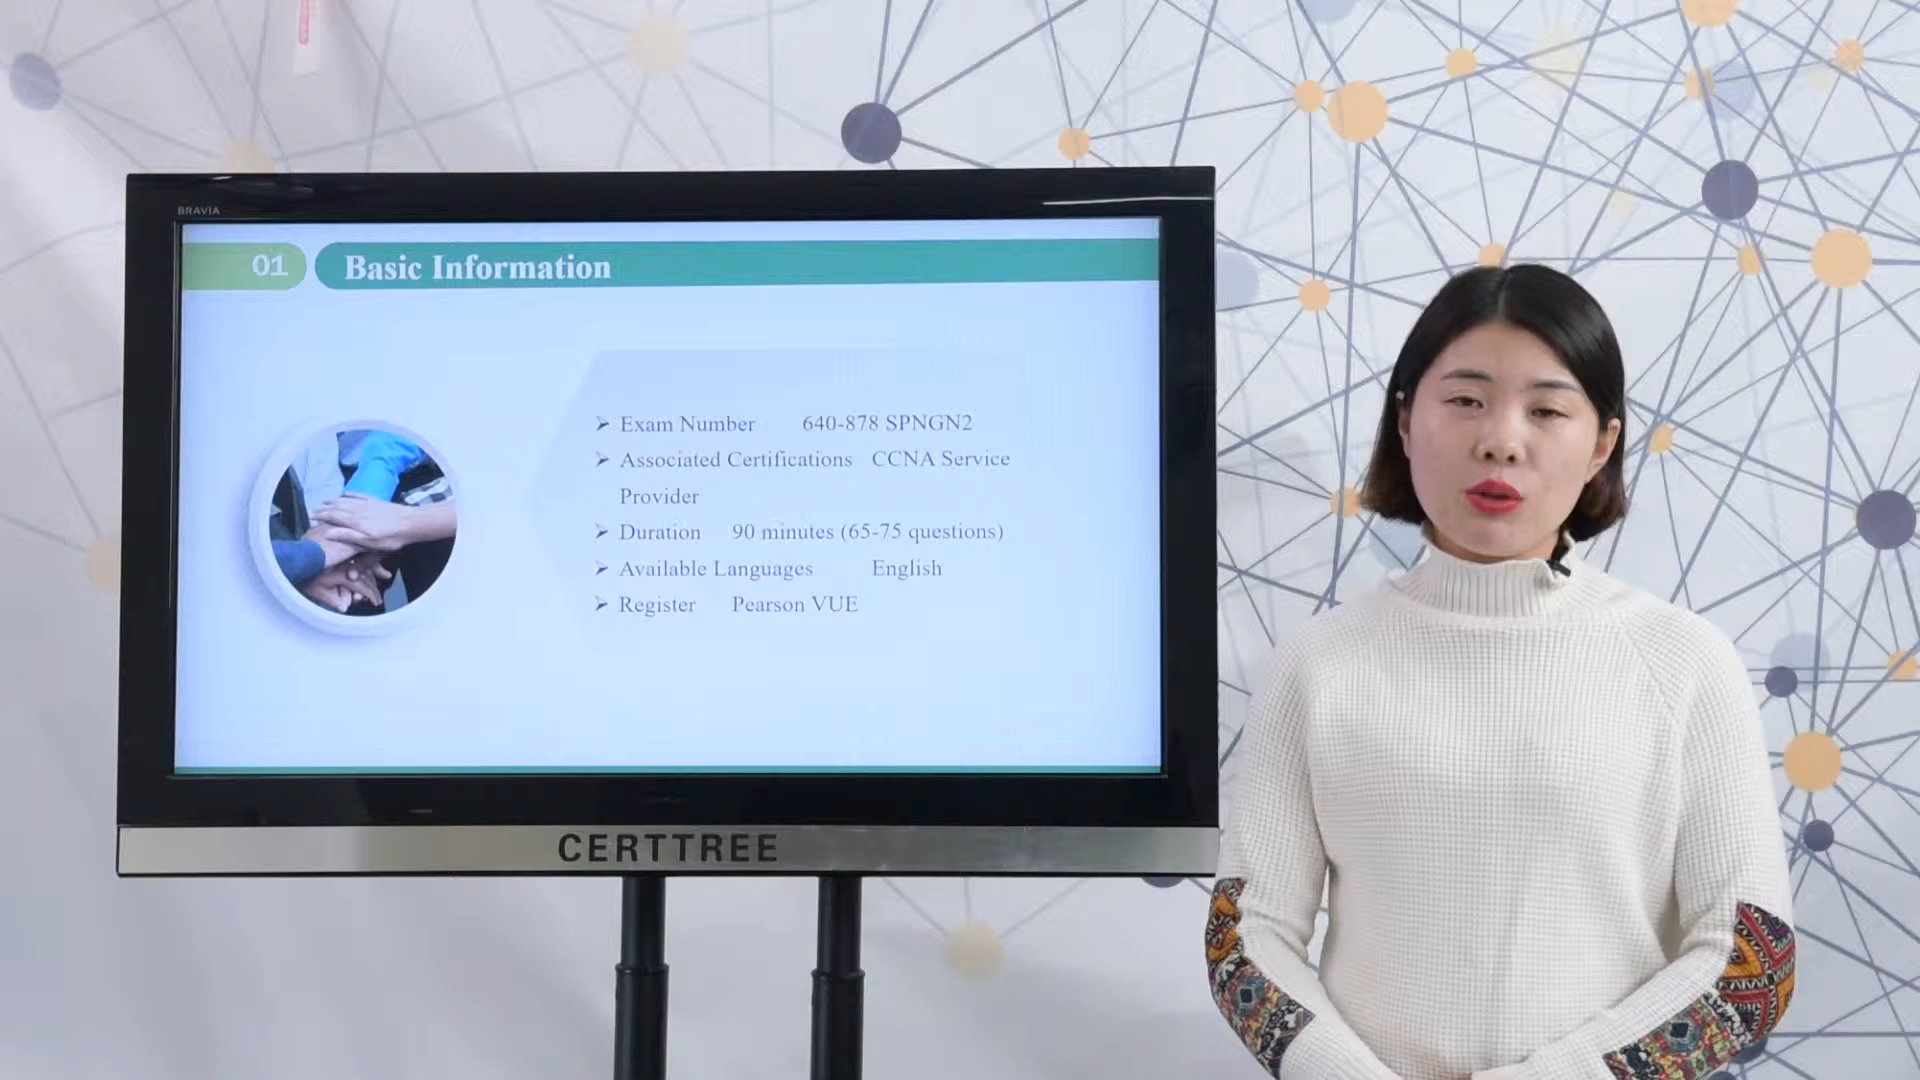 BRAVIA
01 Basic Information
➢ Exam Number 640-878 SPNGN2
➢ Associated Certifications CCNA Service
Provider
➢ Duration 90 minutes (65-75 questions)
➢ Available Languages English
➢ Register Pearson VUE
CERTTREE